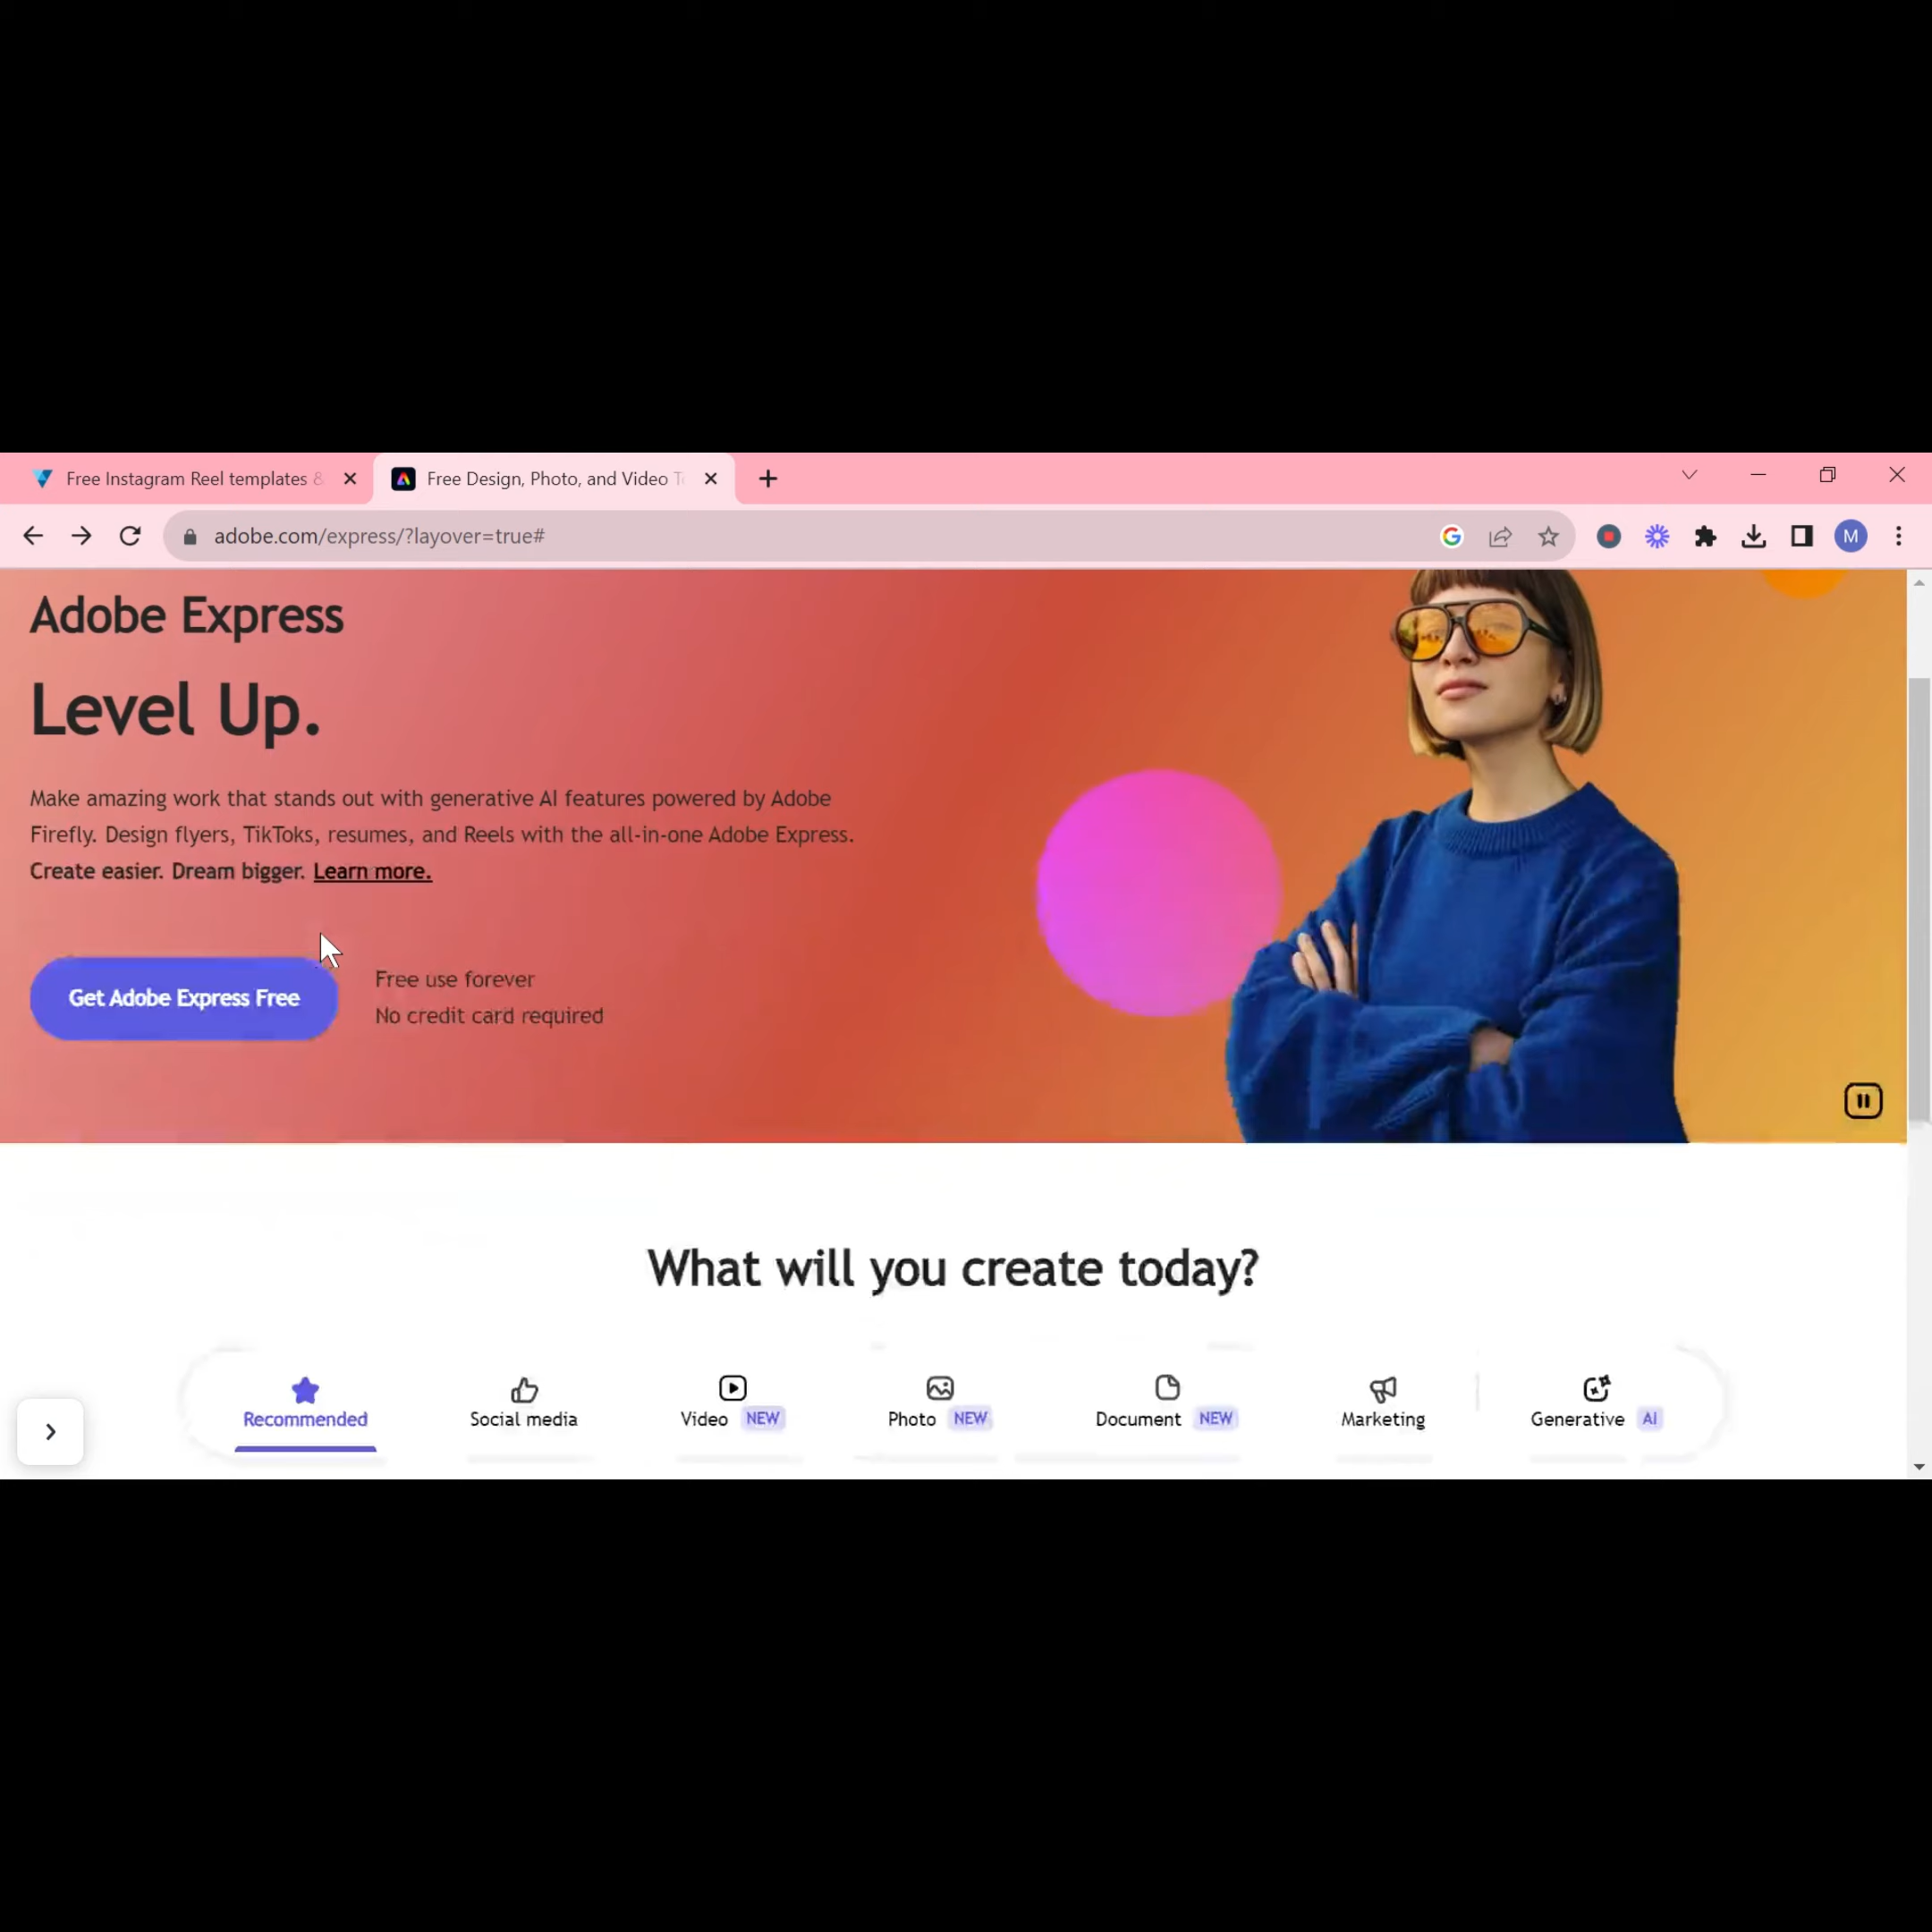 Free Instagram Reel templates &
Free Design, Photo, and Video T
adobe.com/express/?layover=true#
M
Adobe Express
Level Up.
Make amazing work that stands out with generative AI features powered by Adobe
Firefly. Design flyers, TikToks, resumes, and Reels with the all-in-one Adobe Express.
Create easier. Dream bigger. Learn more.
Get Adobe Express Free
Free use forever
No credit card required
What will you create today?
Recommended
Social media
Video NEW
Photo NEW
Document NEW
Marketing
Generative AI